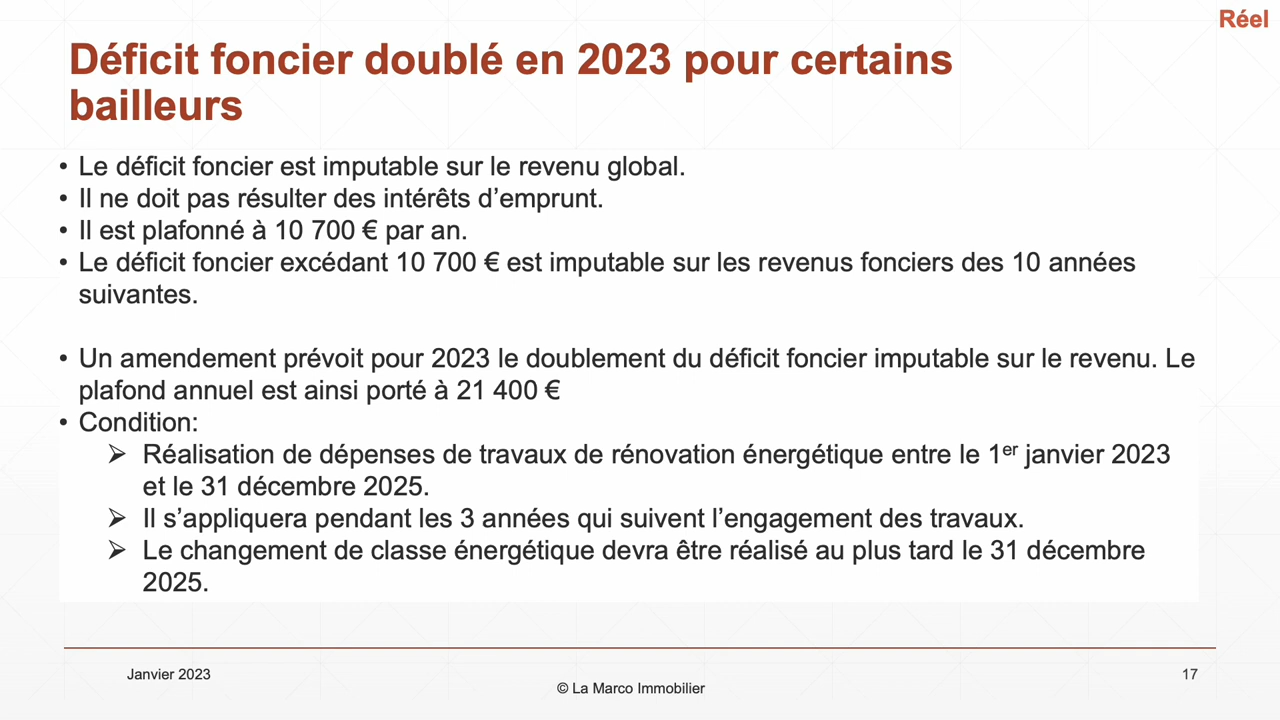 Réel
Déficit foncier doublé en 2023 pour certains
bailleurs
• Le déficit foncier est imputable sur le revenu global.
• Il ne doit pas résulter des intérêts d’emprunt.
• Il est plafonné à 10 700 € par an.
• Le déficit foncier excédant 10 700 € est imputable sur les revenus fonciers des 10 années
suivantes.
• Un amendement prévoit pour 2023 le doublement du déficit foncier imputable sur le revenu. Le
plafond annuel est ainsi porté à 21 400 €
• Condition:
➢ Réalisation de dépenses de travaux de rénovation énergétique entre le 1er janvier 2023
et le 31 décembre 2025.
➢ Il s’appliquera pendant les 3 années qui suivent l’engagement des travaux.
➢ Le changement de classe énergétique devra être réalisé au plus tard le 31 décembre
2025.
Janvier 2023
17
© La Marco Immobilier